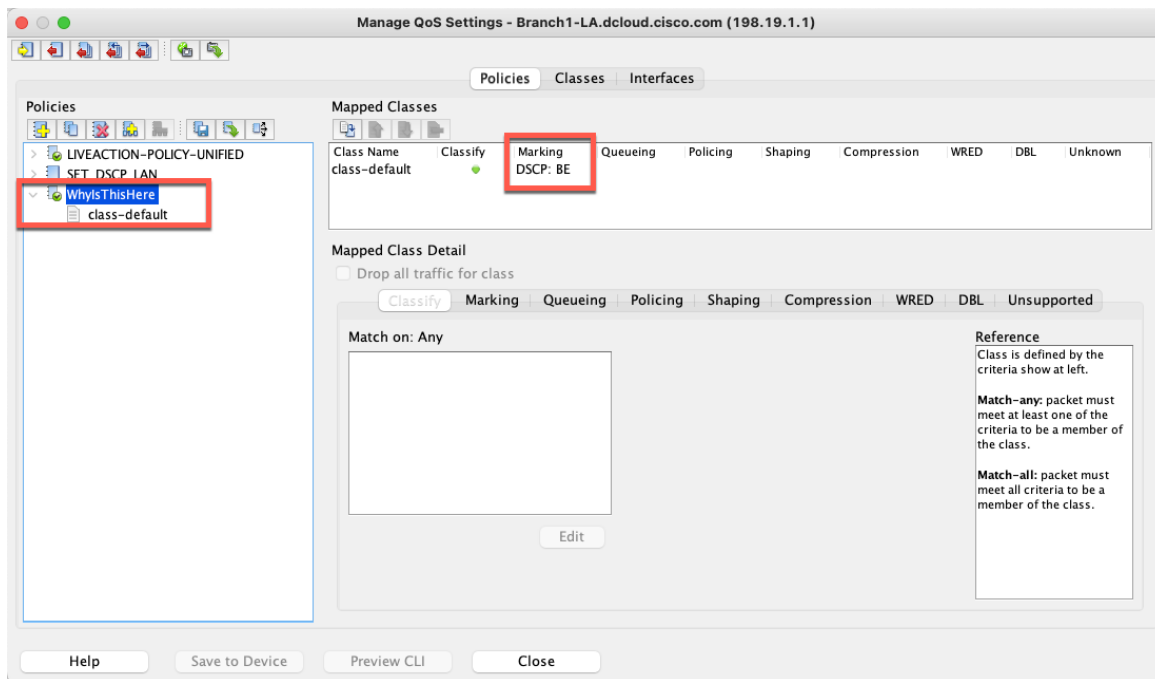 Manage QoS Settings - Branch1-LA.dcloud.cisco.com (198.19.1.1)
Policies Classes Interfaces
Policies
LIVEACTION-POLICY-UNIFIED
SET_DSCP_LAN
WhyIsThisHere
class-default
Mapped Classes
Class Name Classify Marking Queueing Policing Shaping Compression WRED DBL Unknown
class-default DSCP: BE
Mapped Class Detail
Drop all traffic for class
Classify Marking Queueing Policing Shaping Compression WRED DBL Unsupported
Match on: Any
Edit
Reference
Class is defined by the
criteria show at left.
Match-any: packet must
meet at least one of the
criteria to be a member of
the class.
Match-all: packet must
meet all criteria to be a
member of the class.
Help Save to Device Preview CLI Close